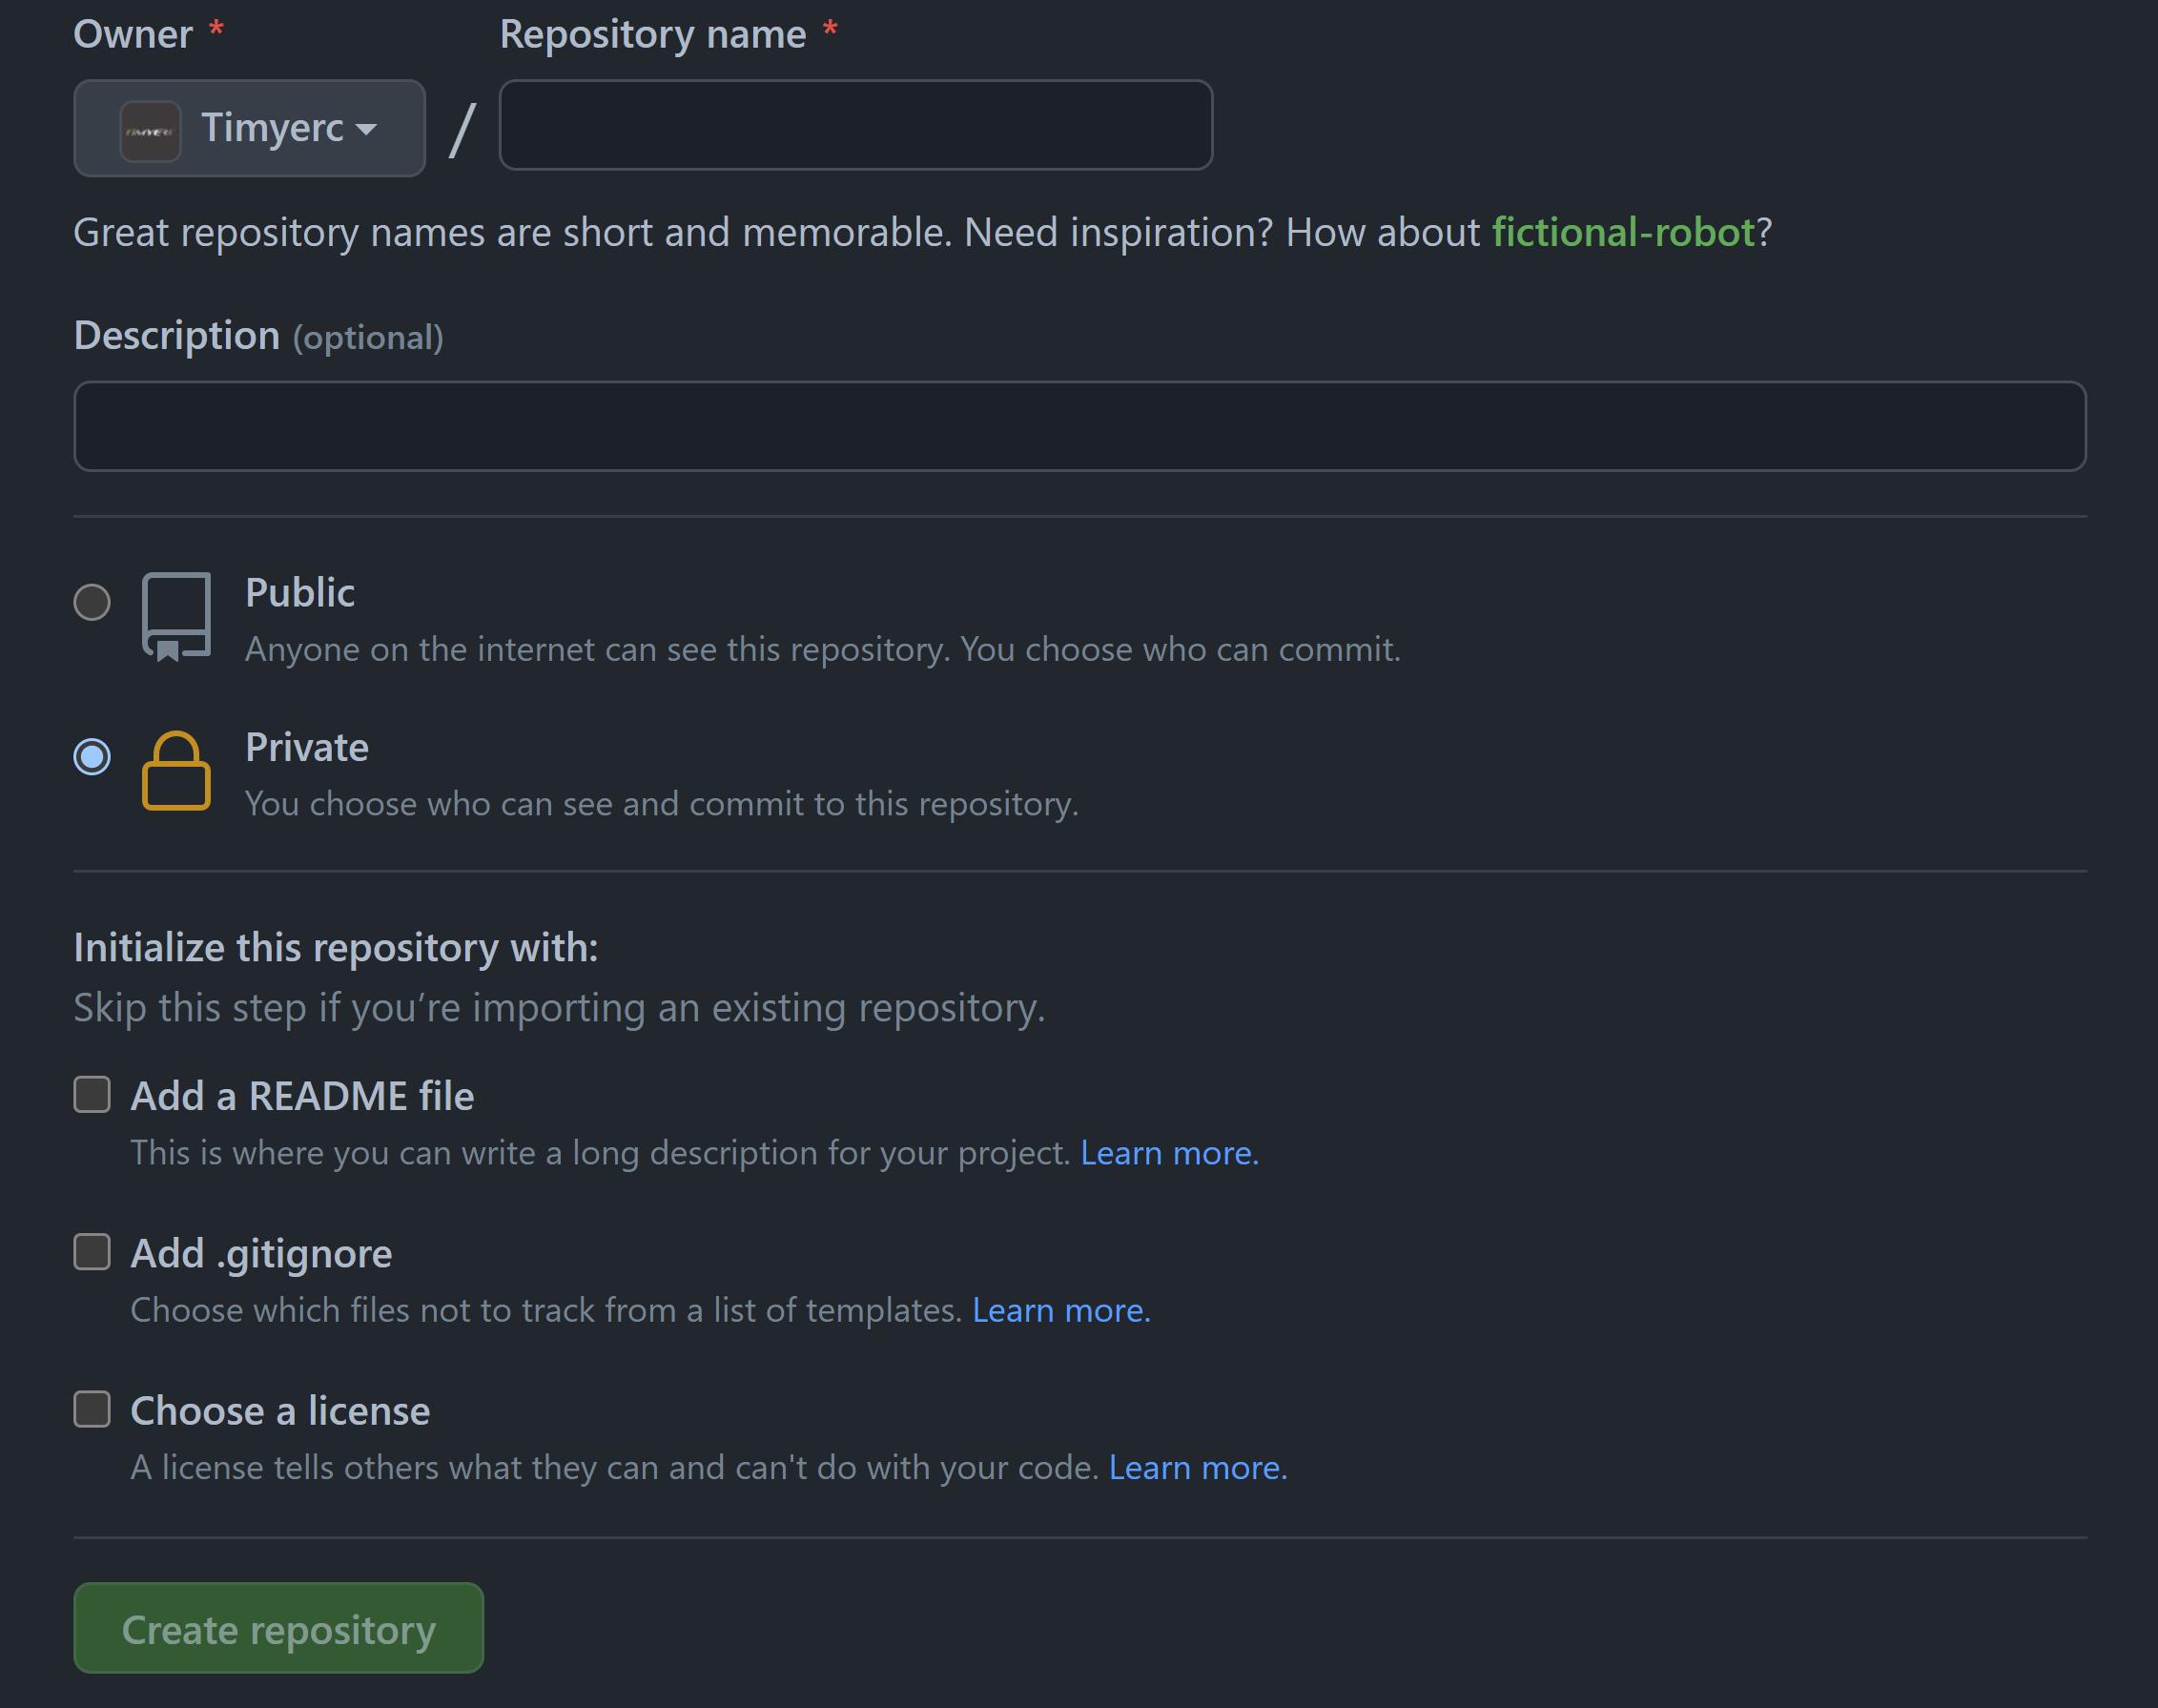 Owner *
Repository name *
Timyerc
/
Great repository names are short and memorable. Need inspiration? How about fictional-robot?
Description (optional)
Public
Anyone on the internet can see this repository. You choose who can commit.
Private
You choose who can see and commit to this repository.
Initialize this repository with:
Skip this step if you’re importing an existing repository.
Add a README file
This is where you can write a long description for your project. Learn more.
Add .gitignore
Choose which files not to track from a list of templates. Learn more.
Choose a license
A license tells others what they can and can't do with your code. Learn more.
Create repository